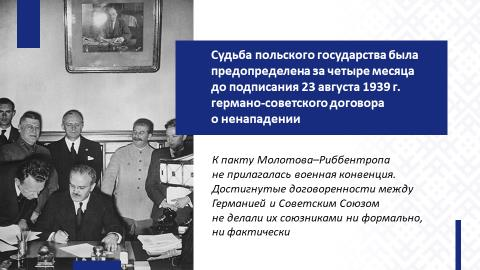 Судьба польского государства была
предопределена за четыре месяца
до подписания 23 августа 1939 г.
германо-советского договора
о ненападении
К пакту Молотова–Риббентропа
не прилагалась военная конвенция.
Достигнутые договоренности между
Германией и Советским Союзом
не делали их союзниками ни формально,
ни фактически